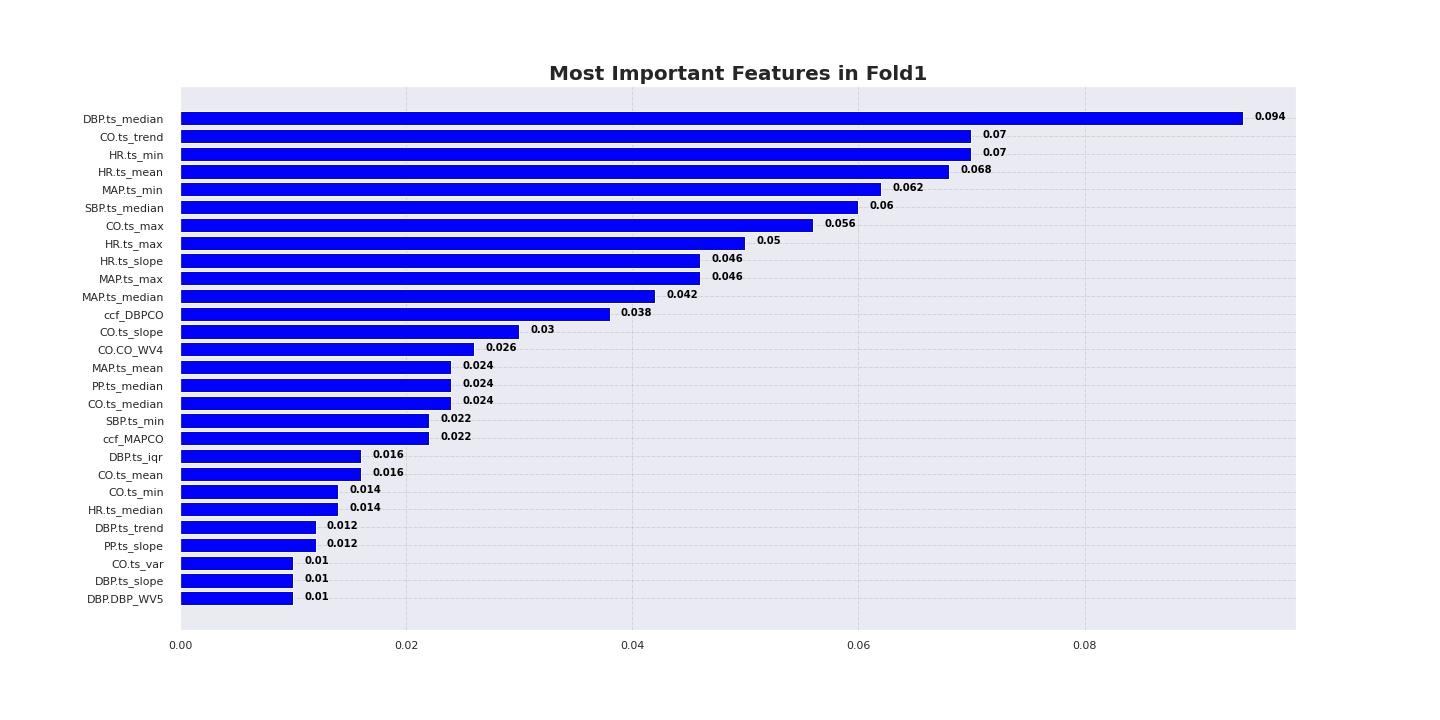 Most Important Features in Fold1
DBP.ts_median 0.094
CO.ts_trend 0.07
HR.ts_min 0.07
HR.ts_mean 0.068
MAP.ts_min 0.062
SBP.ts_median 0.06
CO.ts_max 0.056
HR.ts_max 0.05
HR.ts_slope 0.046
MAP.ts_max 0.046
MAP.ts_median 0.042
ccf_DBPCO 0.038
CO.ts_slope 0.03
CO.CO_WV4 0.026
MAP.ts_mean 0.024
PP.ts_median 0.024
CO.ts_median 0.024
SBP.ts_min 0.022
ccf_MAPCO 0.022
DBP.ts_iqr 0.016
CO.ts_mean 0.016
CO.ts_min 0.014
HR.ts_median 0.014
DBP.ts_trend 0.012
PP.ts_slope 0.012
CO.ts_var 0.01
DBP.ts_slope 0.01
DBP.DBP_WV5 0.01
0.00 0.02 0.04 0.06 0.08